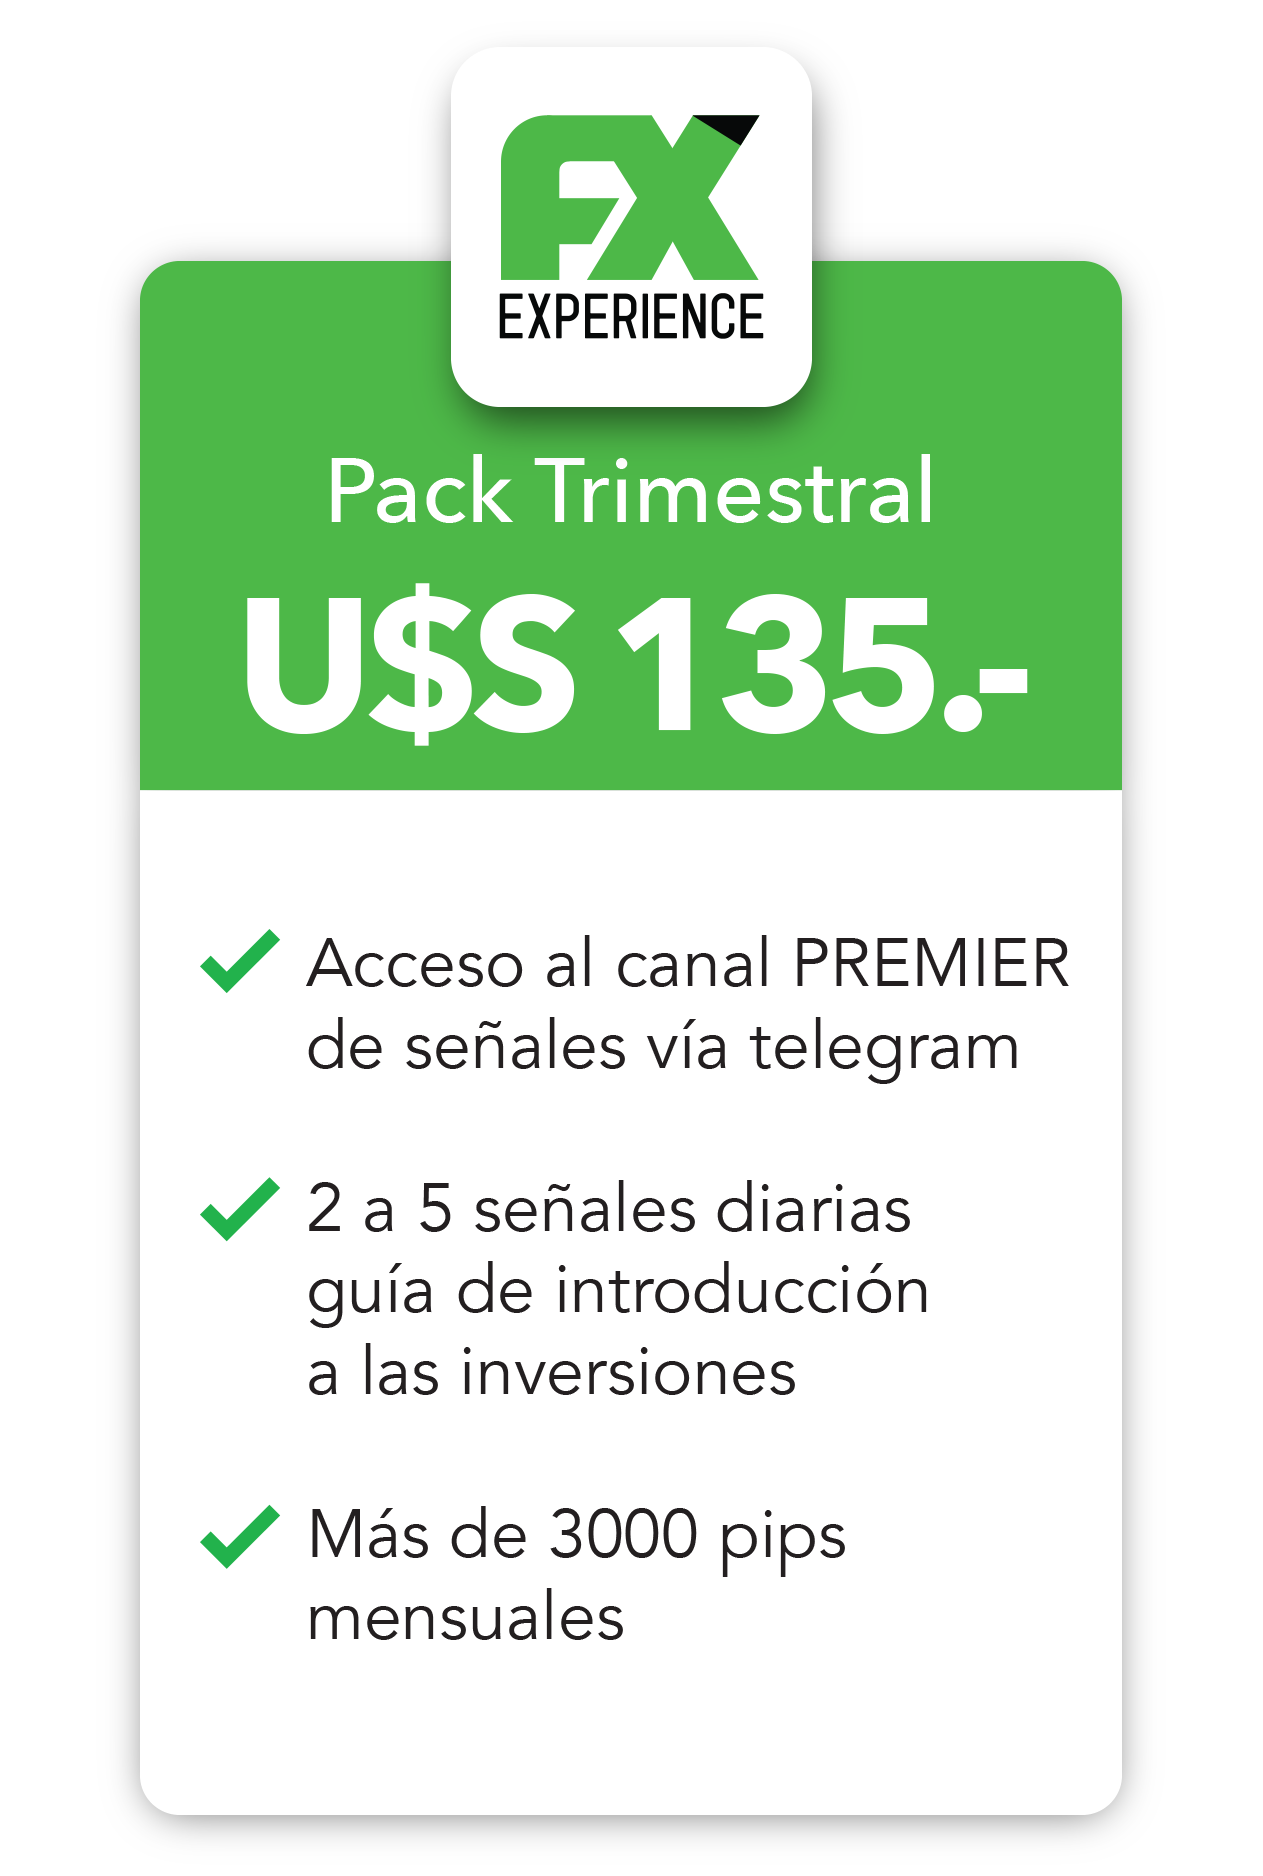 FX
EXPERIENCE
Pack Trimestral
U$S 135.-
Acceso al canal PREMIER
de señales vía telegram
2 a 5 señales diarias
guía de introducción
a las inversiones
Más de 3000 pips
mensuales